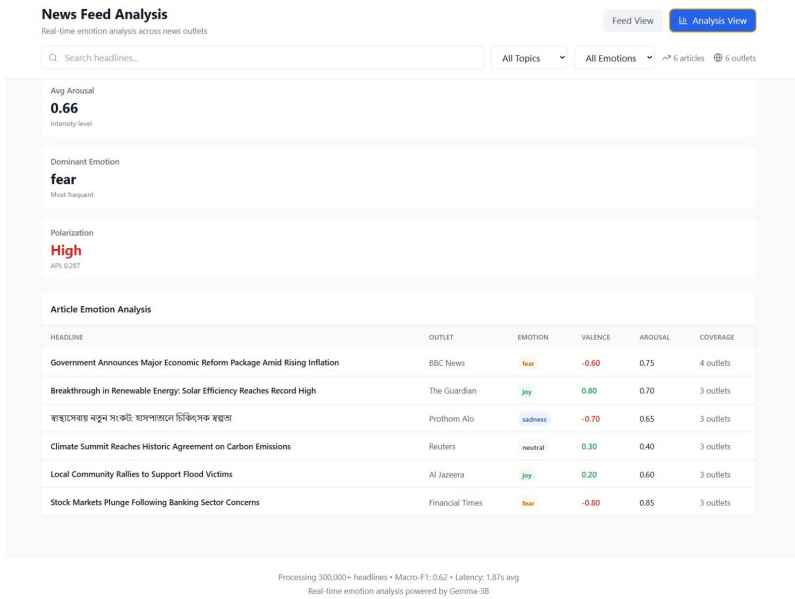 News Feed Analysis
Real-time emotion analysis across news outlets
Feed View
Analysis View
Search headlines...
All Topics
All Emotions
6 articles
6 outlets
Avg Arousal
0.66
Intensity level
Dominant Emotion
fear
Most frequent
Polarization
High
API: 0.287
Article Emotion Analysis
HEADLINE OUTLET EMOTION VALENCE AROUSAL COVERAGE
Government Announces Major Economic Reform Package Amid Rising Inflation BBC News fear -0.60 0.75 4 outlets
Breakthrough in Renewable Energy: Solar Efficiency Reaches Record High The Guardian joy 0.80 0.70 3 outlets
স্বাস্থ্যসেবায় নতুন সংকট: হাসপাতালে চিকিৎসক স্বল্পতা Prothom Alo sadness -0.70 0.65 3 outlets
Climate Summit Reaches Historic Agreement on Carbon Emissions Reuters neutral 0.30 0.40 3 outlets
Local Community Rallies to Support Flood Victims Al Jazeera joy 0.20 0.60 3 outlets
Stock Markets Plunge Following Banking Sector Concerns Financial Times fear -0.80 0.85 3 outlets
Processing 300,000+ headlines • Macro-F1: 0.62 • Latency: 1.87s avg
Real-time emotion analysis powered by Gemma-3B